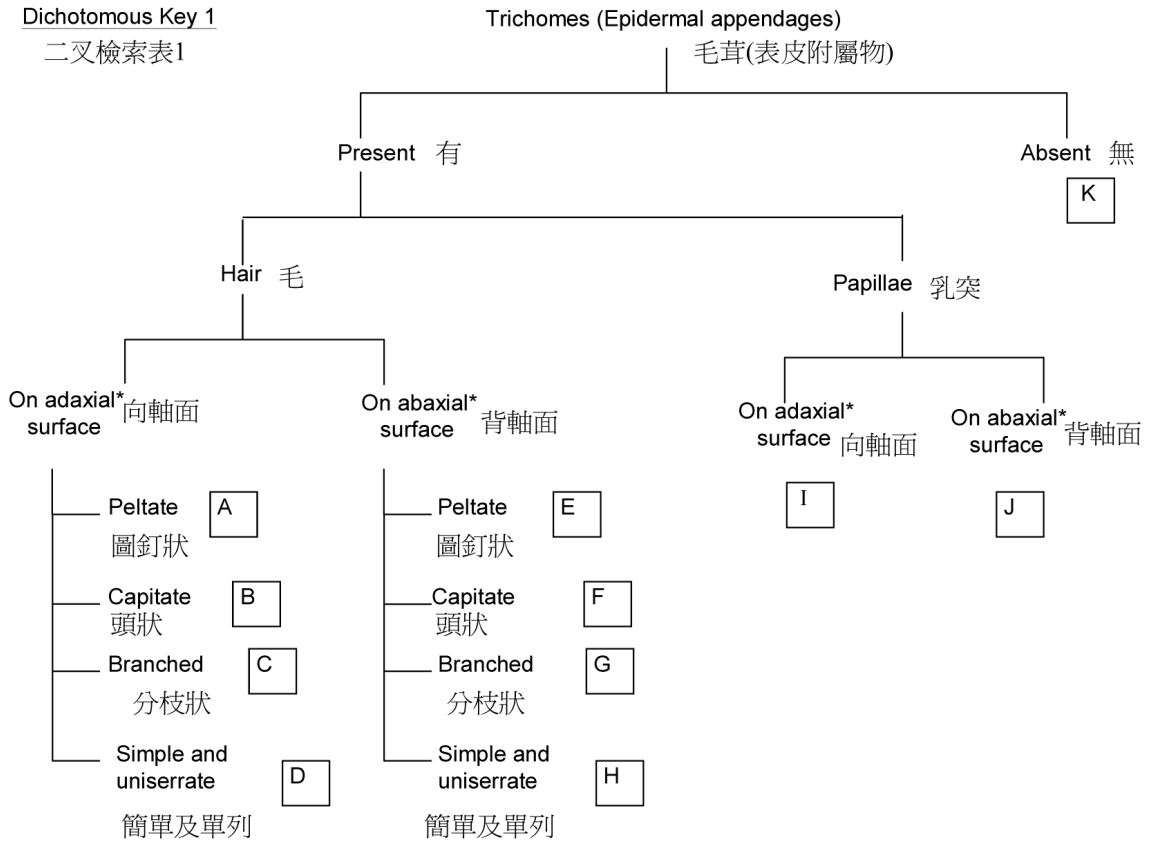 Dichotomous Key 1
二叉檢索表1
Trichomes (Epidermal appendages)
毛茸(表皮附屬物)
Present 有
Absent 無
K
Hair 毛
Papillae 乳突
On adaxial* surface 向軸面
On abaxial* surface 背軸面
On adaxial* surface 向軸面
On abaxial* surface 背軸面
I
J
Peltate A
圖釘狀
Capitate B
頭狀
Branched C
分枝狀
Simple and
uniserrate D
簡單及單列
Peltate E
圖釘狀
Capitate F
頭狀
Branched G
分枝狀
Simple and
uniserrate H
簡單及單列